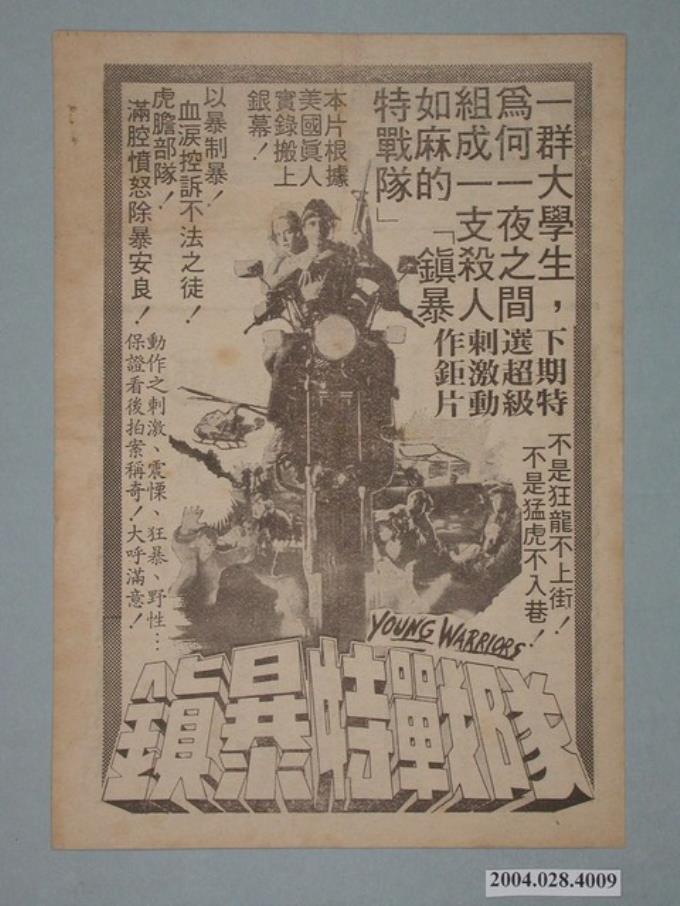 一群大學生，
為何一夜之間
組成一支殺人
如麻的「鎮暴
特戰隊」
下期特
選超級
刺激動
作鉅片
本片根據
美國眞人
實錄搬上
銀幕！
以暴制暴！
血淚控訴不法之徒！
虎膽部隊！
滿腔憤怒除暴安良！
不是狂龍不上街！
不是猛虎不入巷！
動作之刺激、震慄、狂暴、野性…
保證看後拍案稱奇！大呼滿意！
YOUNG WARRIORS
鎮暴特戰隊
2004.028.4009